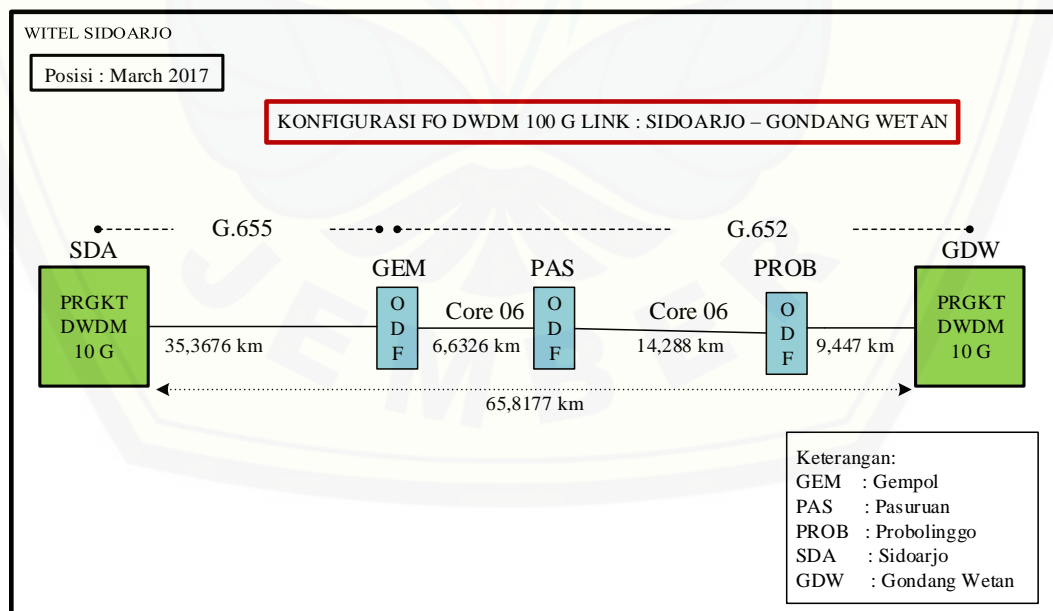 WITEL SIDOARJO
Posisi : March 2017
KONFIGURASI FO DWDM 100 G LINK : SIDOARJO – GONDANG WETAN
G.655
G.652
SDA
GEM
PAS
PROB
GDW
PRGKT
DWDM
10 G
35,3676 km
O
D
F
Core 06
6,6326 km
O
D
F
Core 06
14,288 km
O
D
F
9,447 km
PRGKT
DWDM
10 G
65,8177 km
Keterangan:
GEM : Gempol
PAS : Pasuruan
PROB : Probolinggo
SDA : Sidoarjo
GDW : Gondang Wetan
JEMBER